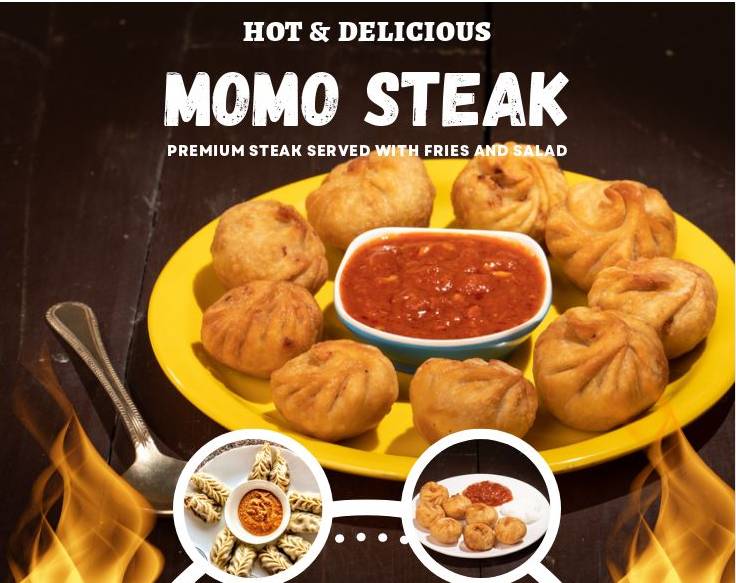 HOT & DELICIOUS
MOMO STEAK
PREMIUM STEAK SERVED WITH FRIES AND SALAD